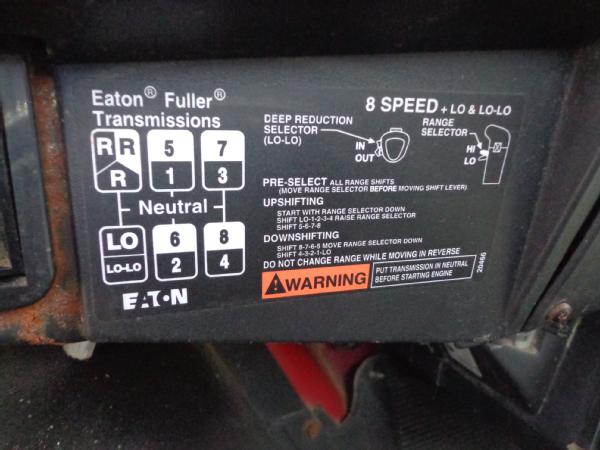 Eaton® Fuller®
Transmissions
R R
R
5
1
7
3
Neutral
LO
LO-LO
6
2
8
4
EATON
8 SPEED + LO & LO-LO
DEEP REDUCTION
SELECTOR
(LO-LO)
IN
OUT
RANGE
SELECTOR
HI
LO
PRE-SELECT ALL RANGE SHIFTS
(MOVE RANGE SELECTOR BEFORE MOVING SHIFT LEVER)
UPSHIFTING
START WITH RANGE SELECTOR DOWN
SHIFT LO-1-2-3-4 RAISE RANGE SELECTOR
SHIFT 5-6-7-8
DOWNSHIFTING
SHIFT 8-7-6-5 MOVE RANGE SELECTOR DOWN
SHIFT 4-3-2-1-LO
DO NOT CHANGE RANGE WHILE MOVING IN REVERSE
WARNING
PUT TRANSMISSION IN NEUTRAL
BEFORE STARTING ENGINE
20466